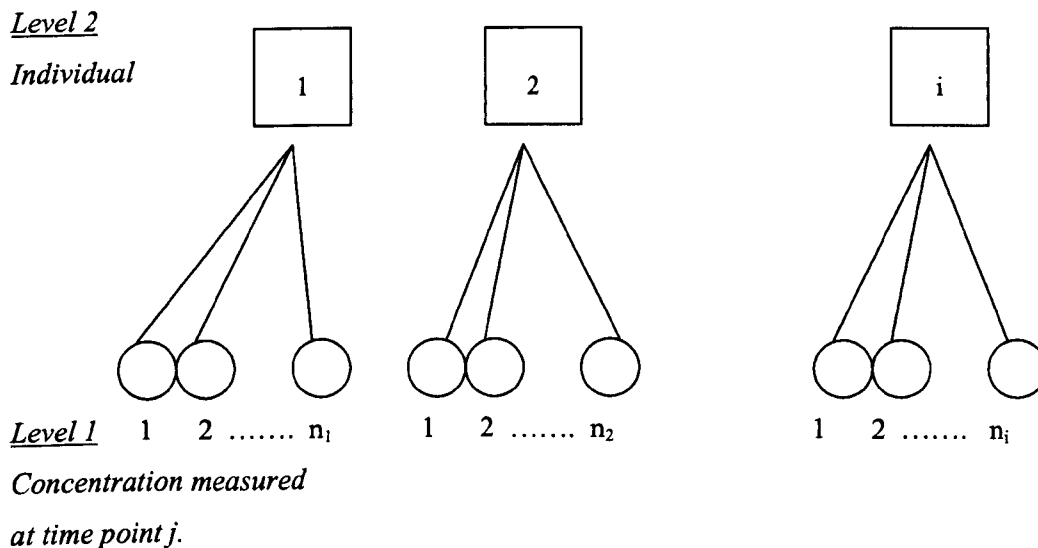 Level 2
Individual
1
2
i
Level 1 1 2 ....... n₁ 1 2 ....... n₂ 1 2 ....... nᵢ
Concentration measured
at time point j.